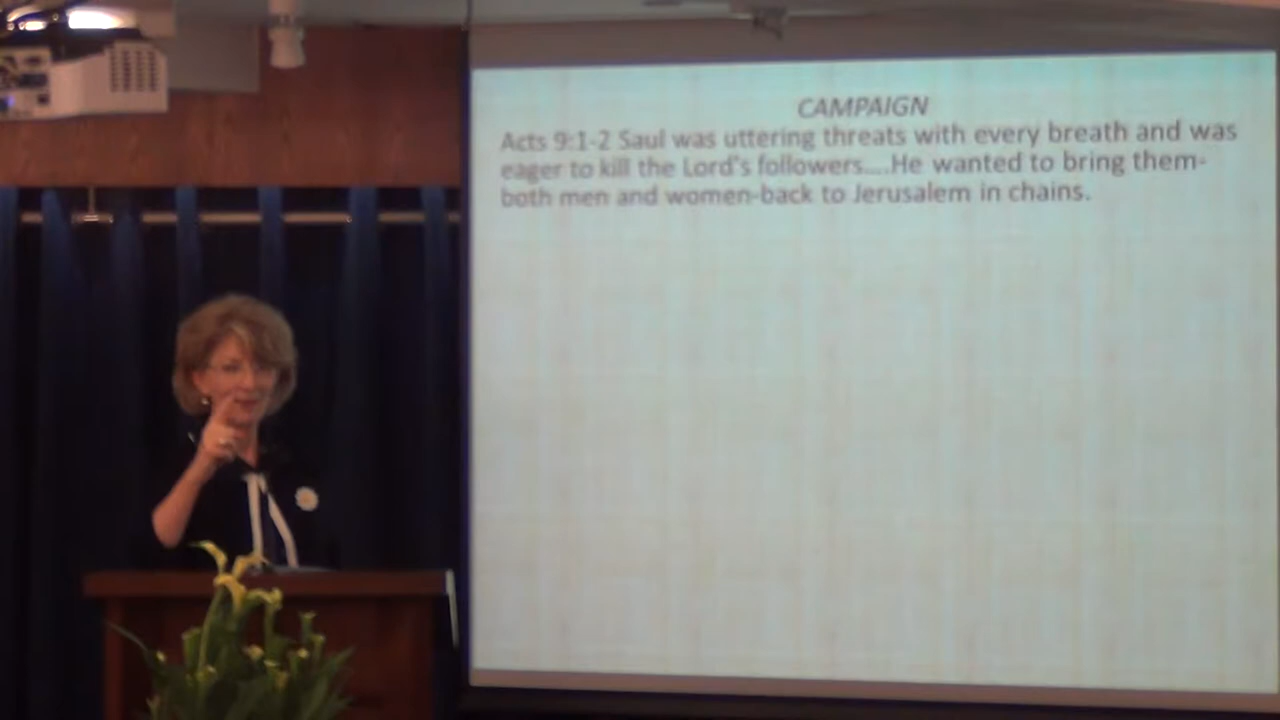 CAMPAIGN
Acts 9:1-2 Saul was uttering threats with every breath and was
eager to kill the Lord's followers....He wanted to bring them-
both men and women-back to Jerusalem in chains.